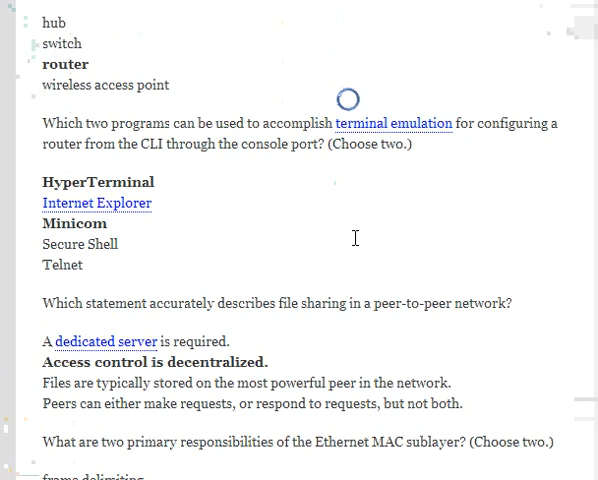 hub
switch
router
wireless access point
Which two programs can be used to accomplish terminal emulation for configuring a
router from the CLI through the console port? (Choose two.)
HyperTerminal
Internet Explorer
Minicom
Secure Shell
Telnet
Which statement accurately describes file sharing in a peer-to-peer network?
A dedicated server is required.
Access control is decentralized.
Files are typically stored on the most powerful peer in the network.
Peers can either make requests, or respond to requests, but not both.
What are two primary responsibilities of the Ethernet MAC sublayer? (Choose two.)
frame delimiting